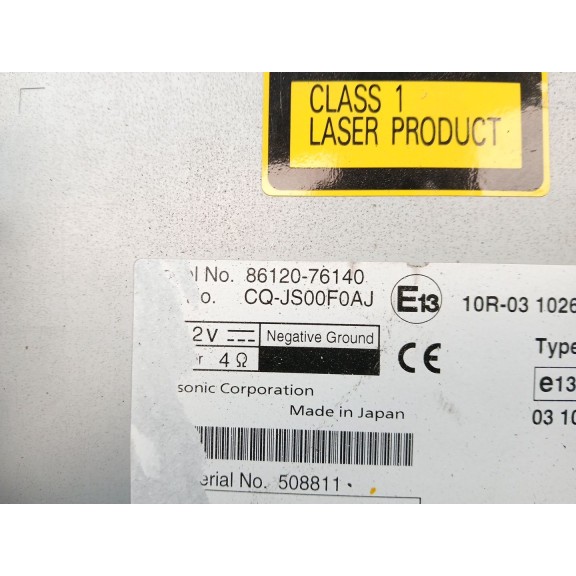 CLASS 1
LASER PRODUCT
No. 86120-76140
CQ-JS00F0AJ
E13
10R-03 1026
2V Negative Ground
4Ω
CE
Type
e13
sonic Corporation
03 10
Made in Japan
erial No. 508811